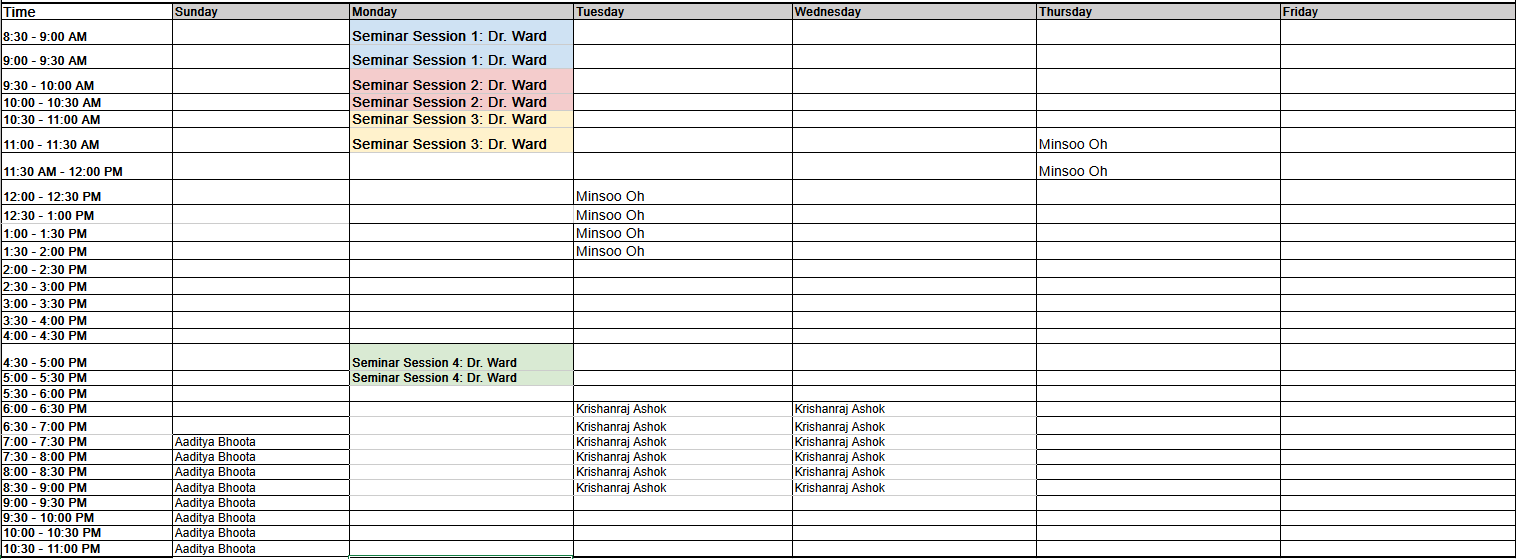 Time Sunday Monday Tuesday Wednesday Thursday Friday
8:30 - 9:00 AM Seminar Session 1: Dr. Ward
9:00 - 9:30 AM Seminar Session 1: Dr. Ward
9:30 - 10:00 AM Seminar Session 2: Dr. Ward
10:00 - 10:30 AM Seminar Session 2: Dr. Ward
10:30 - 11:00 AM Seminar Session 3: Dr. Ward
11:00 - 11:30 AM Seminar Session 3: Dr. Ward Minsoo Oh
11:30 AM - 12:00 PM Minsoo Oh
12:00 - 12:30 PM Minsoo Oh
12:30 - 1:00 PM Minsoo Oh
1:00 - 1:30 PM Minsoo Oh
1:30 - 2:00 PM Minsoo Oh
2:00 - 2:30 PM
2:30 - 3:00 PM
3:00 - 3:30 PM
3:30 - 4:00 PM
4:00 - 4:30 PM
4:30 - 5:00 PM Seminar Session 4: Dr. Ward
5:00 - 5:30 PM Seminar Session 4: Dr. Ward
5:30 - 6:00 PM
6:00 - 6:30 PM Krishanraj Ashok Krishanraj Ashok
6:30 - 7:00 PM Krishanraj Ashok Krishanraj Ashok
7:00 - 7:30 PM Aaditya Bhoota Krishanraj Ashok Krishanraj Ashok
7:30 - 8:00 PM Aaditya Bhoota Krishanraj Ashok Krishanraj Ashok
8:00 - 8:30 PM Aaditya Bhoota Krishanraj Ashok Krishanraj Ashok
8:30 - 9:00 PM Aaditya Bhoota Krishanraj Ashok Krishanraj Ashok
9:00 - 9:30 PM Aaditya Bhoota
9:30 - 10:00 PM Aaditya Bhoota
10:00 - 10:30 PM Aaditya Bhoota
10:30 - 11:00 PM Aaditya Bhoota